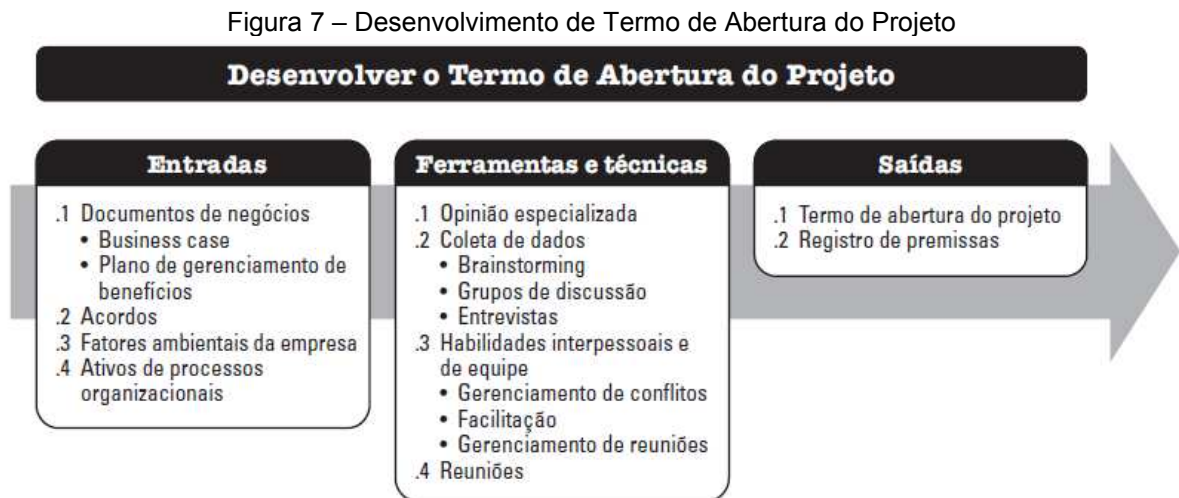 Figura 7 – Desenvolvimento de Termo de Abertura do Projeto
Desenvolver o Termo de Abertura do Projeto
Entradas
.1 Documentos de negócios
• Business case
• Plano de gerenciamento de
benefícios
.2 Acordos
.3 Fatores ambientais da empresa
.4 Ativos de processos
organizacionais
Ferramentas e técnicas
.1 Opinião especializada
.2 Coleta de dados
• Brainstorming
• Grupos de discussão
• Entrevistas
.3 Habilidades interpessoais e
de equipe
• Gerenciamento de conflitos
• Facilitação
• Gerenciamento de reuniões
.4 Reuniões
Saídas
.1 Termo de abertura do projeto
.2 Registro de premissas